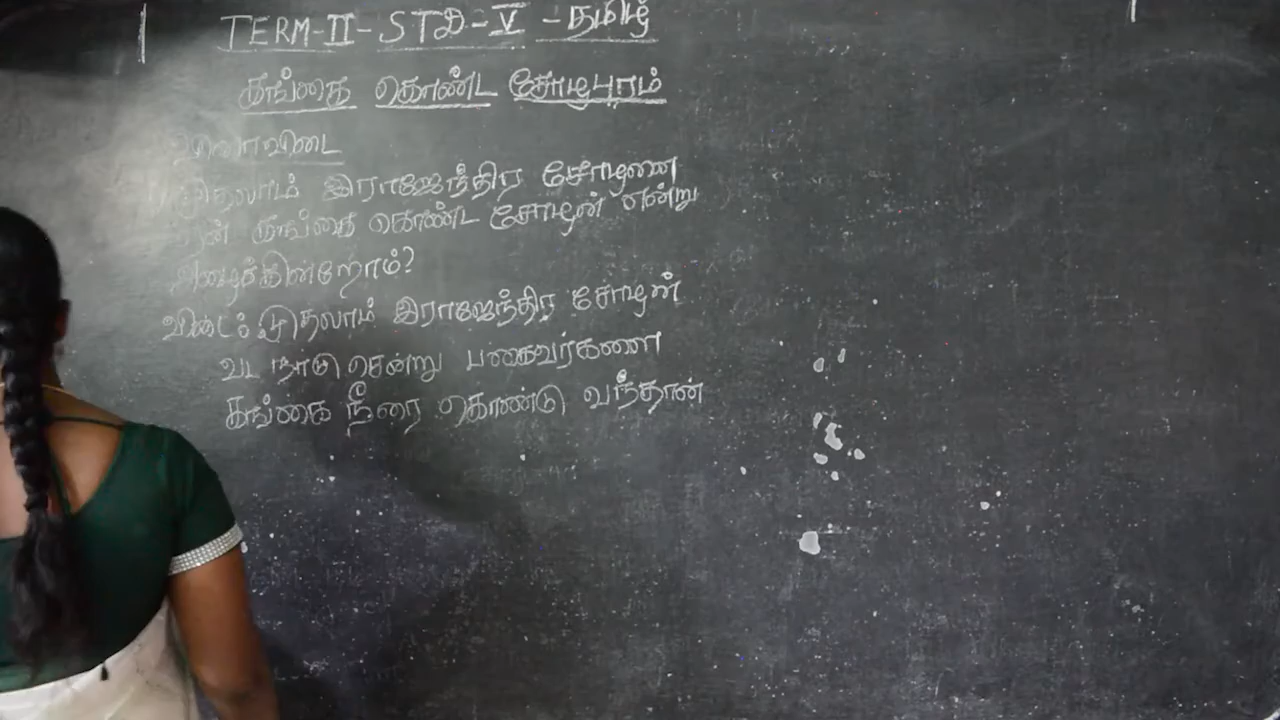 TERM-II-STD-V - தமிழ்
கங்கை கொண்ட சோழபுரம்
வினாவிடை
முதலாம் இராஜேந்திர சோழனை
ஏன் கங்கை கொண்ட சோழன் என்று
அழைக்கின்றோம்?
விடை: முதலாம் இராஜேந்திர சோழன்
வட நாடு சென்று பகைவர்களை
கங்கை நீரை கொண்டு வந்தான்